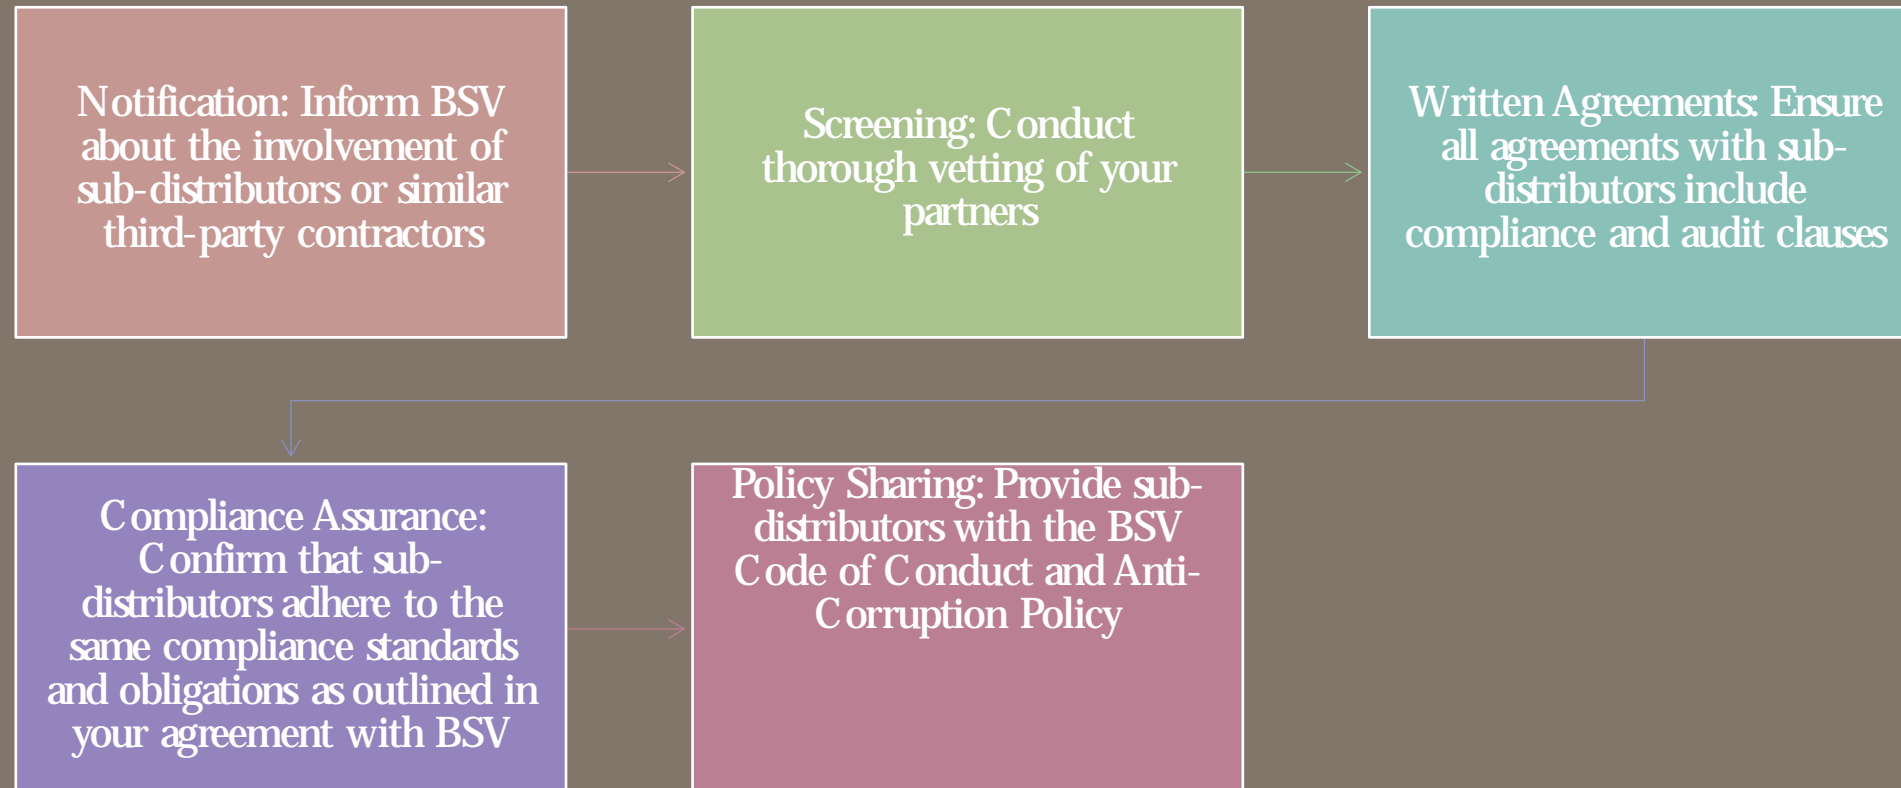 Notification: Inform BSV
about the involvement of
sub-distributors or similar
third-party contractors
Screening: Conduct
thorough vetting of your
partners
Written Agreements: Ensure
all agreements with sub-
distributors include
compliance and audit clauses
Compliance Assurance:
Confirm that sub-
distributors adhere to the
same compliance standards
and obligations as outlined in
your agreement with BSV
Policy Sharing: Provide sub-
distributors with the BSV
Code of Conduct and Anti-
Corruption Policy